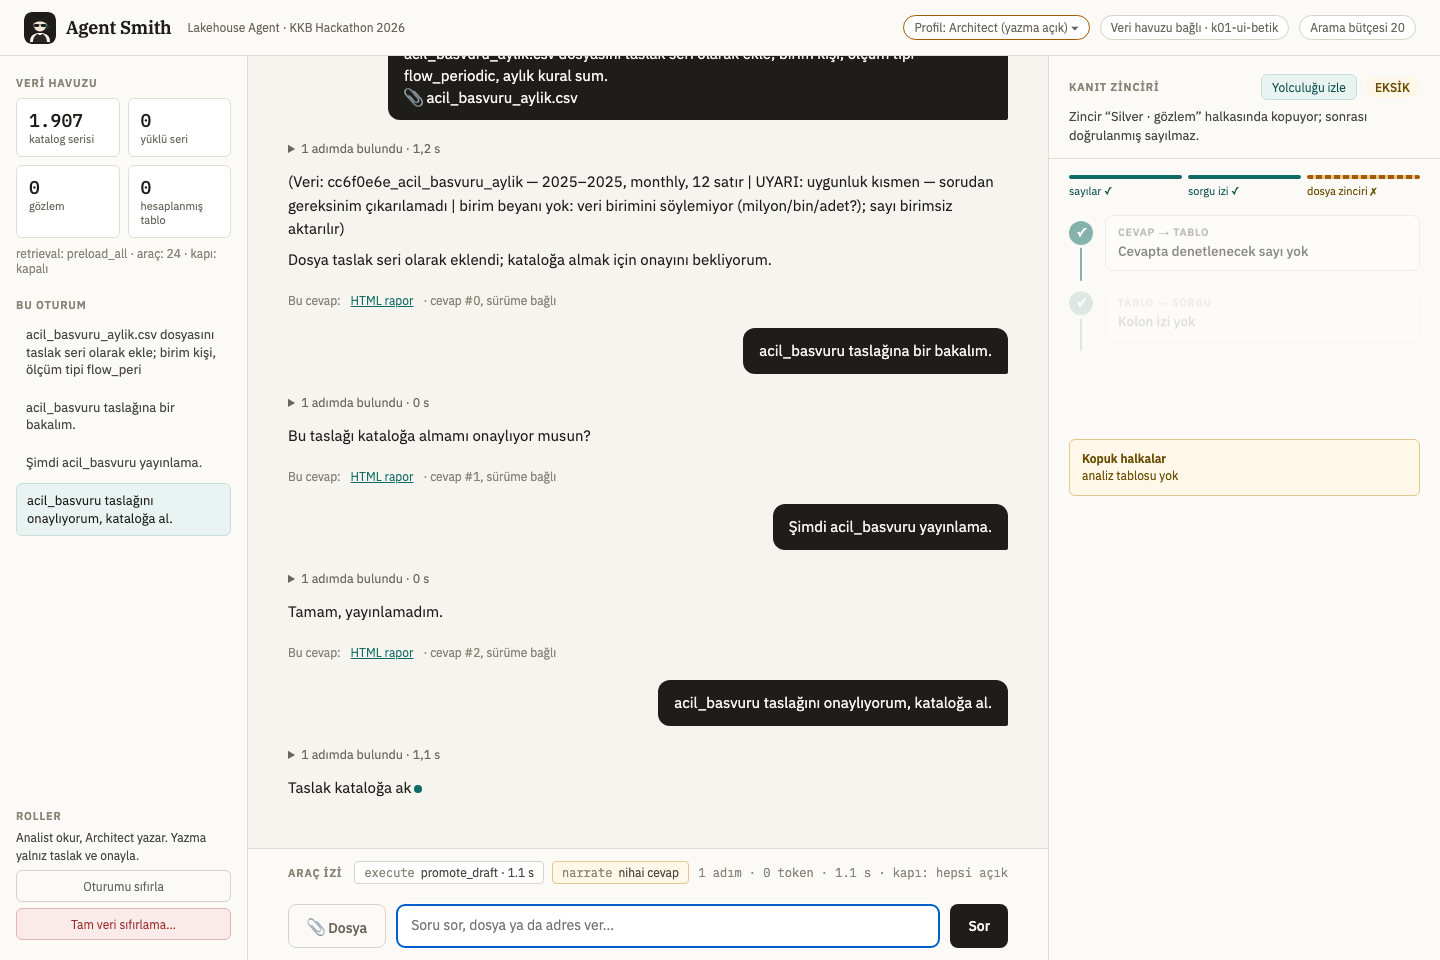 Agent Smith
Lakehouse Agent · KKB Hackathon 2026
Profil: Architect (yazma açık)
Veri havuzu bağlı · k01-ui-betik
Arama bütçesi 20
VERİ HAVUZU
1.907
katalog serisi
0
yüklü seri
0
gözlem
0
hesaplanmış
tablo
retrieval: preload_all · araç: 24 · kapı:
kapalı
BU OTURUM
acil_basvuru_aylik.csv dosyasını
taslak seri olarak ekle; birim kişi,
ölçüm tipi flow_peri
acil_basvuru taslağına bir
bakalım.
Şimdi acil_basvuru yayınlama.
acil_basvuru taslağını
onaylıyorum, kataloğa al.
ROLLER
Analist okur, Architect yazar. Yazma
yalnız taslak ve onayla.
Oturumu sıfırla
Tam veri sıfırlama…
acil_basvuru_aylik.csv dosyasını taslak seri olarak ekle; birim kişi, ölçüm tipi
flow_periodic, aylık kural sum.
📎 acil_basvuru_aylik.csv
▶ 1 adımda bulundu · 1,2 s
(Veri: cc6f0e6e_acil_basvuru_aylik — 2025–2025, monthly, 12 satır | UYARI: uygunluk kısmen — sorudan
gereksinim çıkarılamadı | birim beyanı yok: veri birimini söylemiyor (milyon/bin/adet?); sayı birimsiz
aktarılır)
Dosya taslak seri olarak eklendi; kataloğa almak için onayını bekliyorum.
Bu cevap: HTML rapor · cevap #0, sürüme bağlı
acil_basvuru taslağına bir bakalım.
▶ 1 adımda bulundu · 0 s
Bu taslağı kataloğa almamı onaylıyor musun?
Bu cevap: HTML rapor · cevap #1, sürüme bağlı
Şimdi acil_basvuru yayınlama.
▶ 1 adımda bulundu · 0 s
Tamam, yayınlamadım.
Bu cevap: HTML rapor · cevap #2, sürüme bağlı
acil_basvuru taslağını onaylıyorum, kataloğa al.
▶ 1 adımda bulundu · 1,1 s
Taslak kataloğa ak
ARAÇ İZİ
execute promote_draft · 1.1 s
narrate nihai cevap
1 adım · 0 token · 1.1 s · kapı: hepsi açık
📎 Dosya
Soru sor, dosya ya da adres ver…
Sor
KANIT ZİNCİRİ
Yolculuğu izle
EKSİK
Zincir “Silver · gözlem” halkasında kopuyor; sonrası
doğrulanmış sayılmaz.
sayılar ✓
sorgu izi ✓
dosya zinciri ✗
CEVAP → TABLO
Cevapta denetlenecek sayı yok
TABLO → SORGU
Kolon izi yok
Kopuk halkalar
analiz tablosu yok